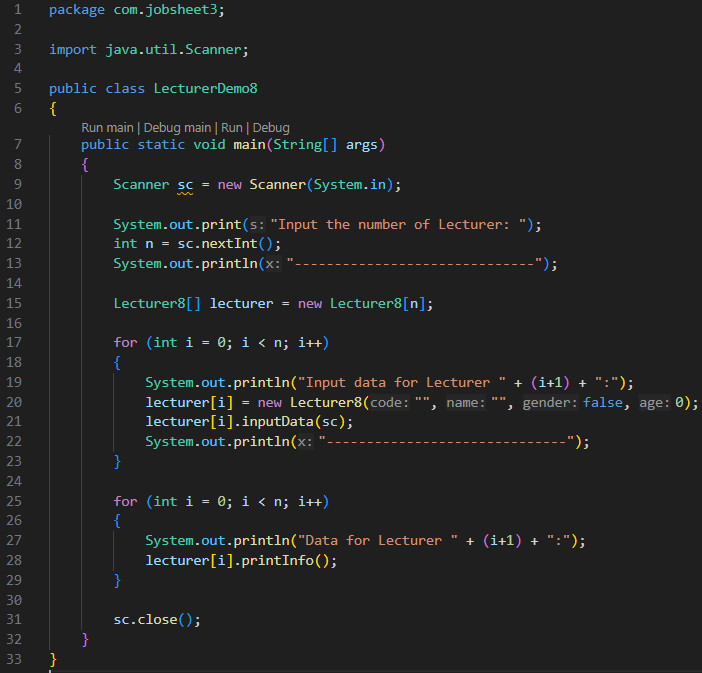 1 package com.jobsheet3;
2
3 import java.util.Scanner;
4
5 public class LecturerDemo8
6 {
Run main | Debug main | Run | Debug
7 public static void main(String[] args)
8 {
9 Scanner sc = new Scanner(System.in);
10
11 System.out.print(s: "Input the number of Lecturer: ");
12 int n = sc.nextInt();
13 System.out.println(x: "------------------------------");
14
15 Lecturer8[] lecturer = new Lecturer8[n];
16
17 for (int i = 0; i < n; i++)
18 {
19 System.out.println("Input data for Lecturer " + (i+1) + ":");
20 lecturer[i] = new Lecturer8(code: "", name: "", gender: false, age: 0);
21 lecturer[i].inputData(sc);
22 System.out.println(x: "------------------------------");
23 }
24
25 for (int i = 0; i < n; i++)
26 {
27 System.out.println("Data for Lecturer " + (i+1) + ":");
28 lecturer[i].printInfo();
29 }
30
31 sc.close();
32 }
33 }